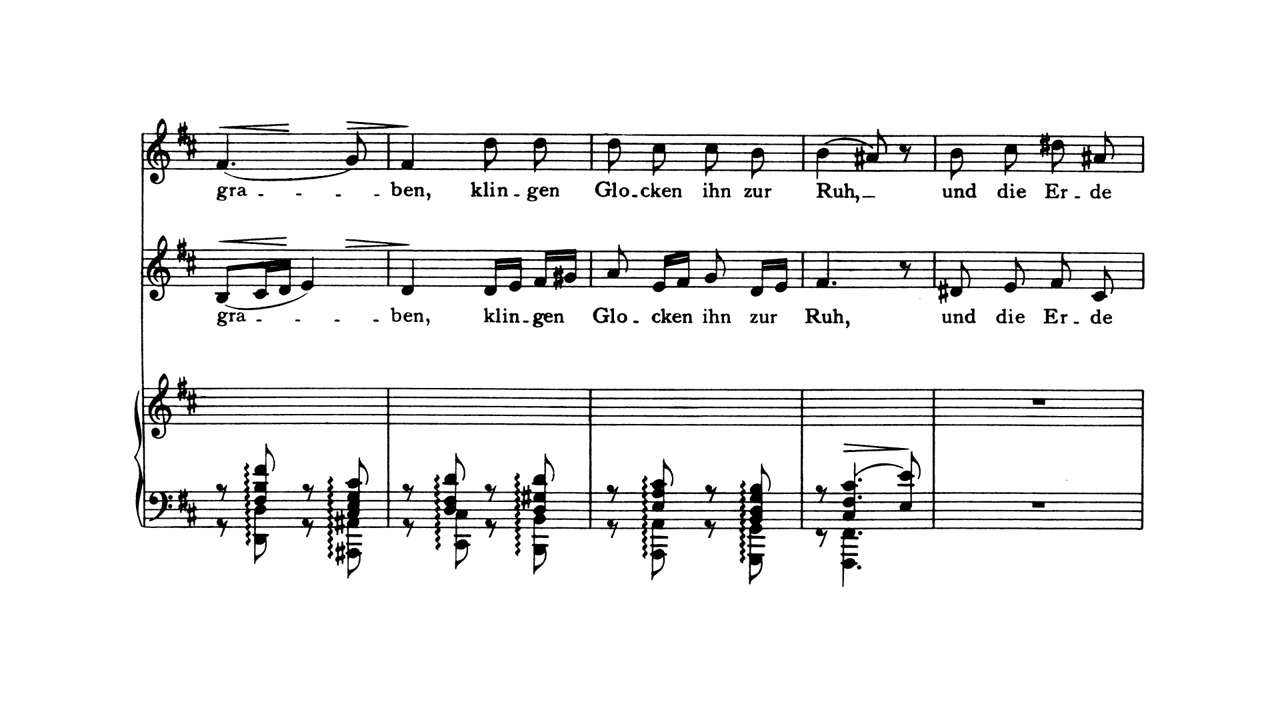 gra - - - - ben, klin - gen Glo - cken ihn zur Ruh, und die Er - de
gra - - - - ben, klin - gen Glo - cken ihn zur Ruh, und die Er - de